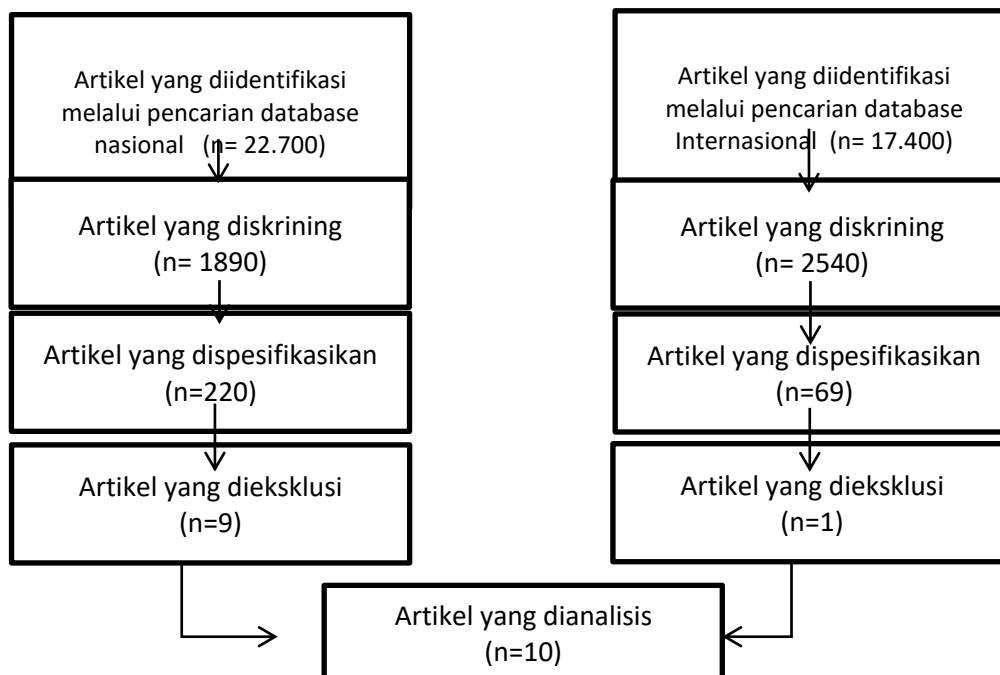 Artikel yang diidentifikasi
melalui pencarian database
nasional (n= 22.700)
Artikel yang diskrining
(n= 1890)
Artikel yang dispesifikasikan
(n=220)
Artikel yang dieksklusi
(n=9)
Artikel yang diidentifikasi
melalui pencarian database
Internasional (n= 17.400)
Artikel yang diskrining
(n= 2540)
Artikel yang dispesifikasikan
(n=69)
Artikel yang dieksklusi
(n=1)
Artikel yang dianalisis
(n=10)